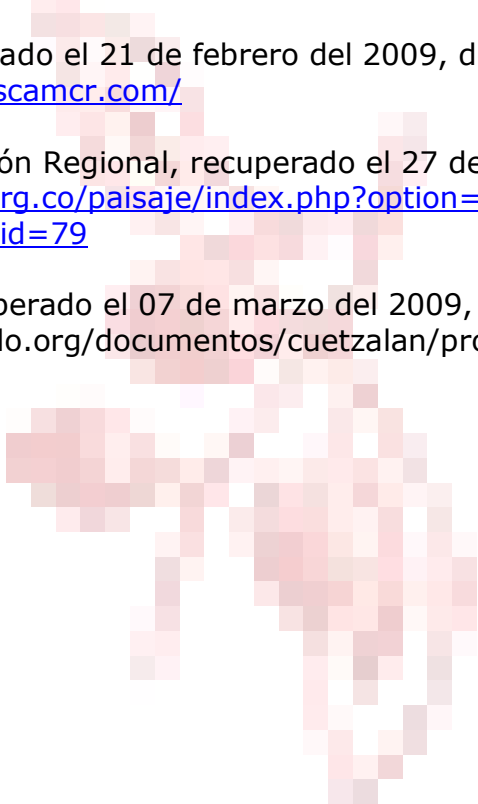 ado el 21 de febrero del 2009, d
scamcr.com/
ón Regional, recuperado el 27 de
rg.co/paisaje/index.php?option=
id=79
perado el 07 de marzo del 2009,
do.org/documentos/cuetzalan/pro